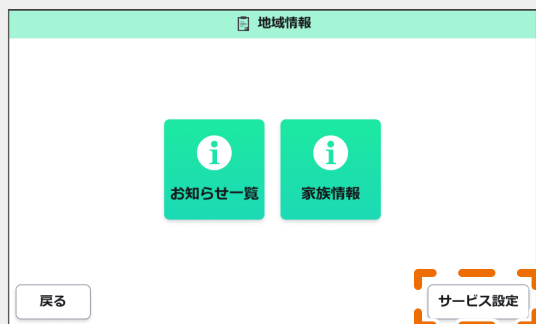 地域情報
お知らせ一覧
家族情報
戻る
サービス設定